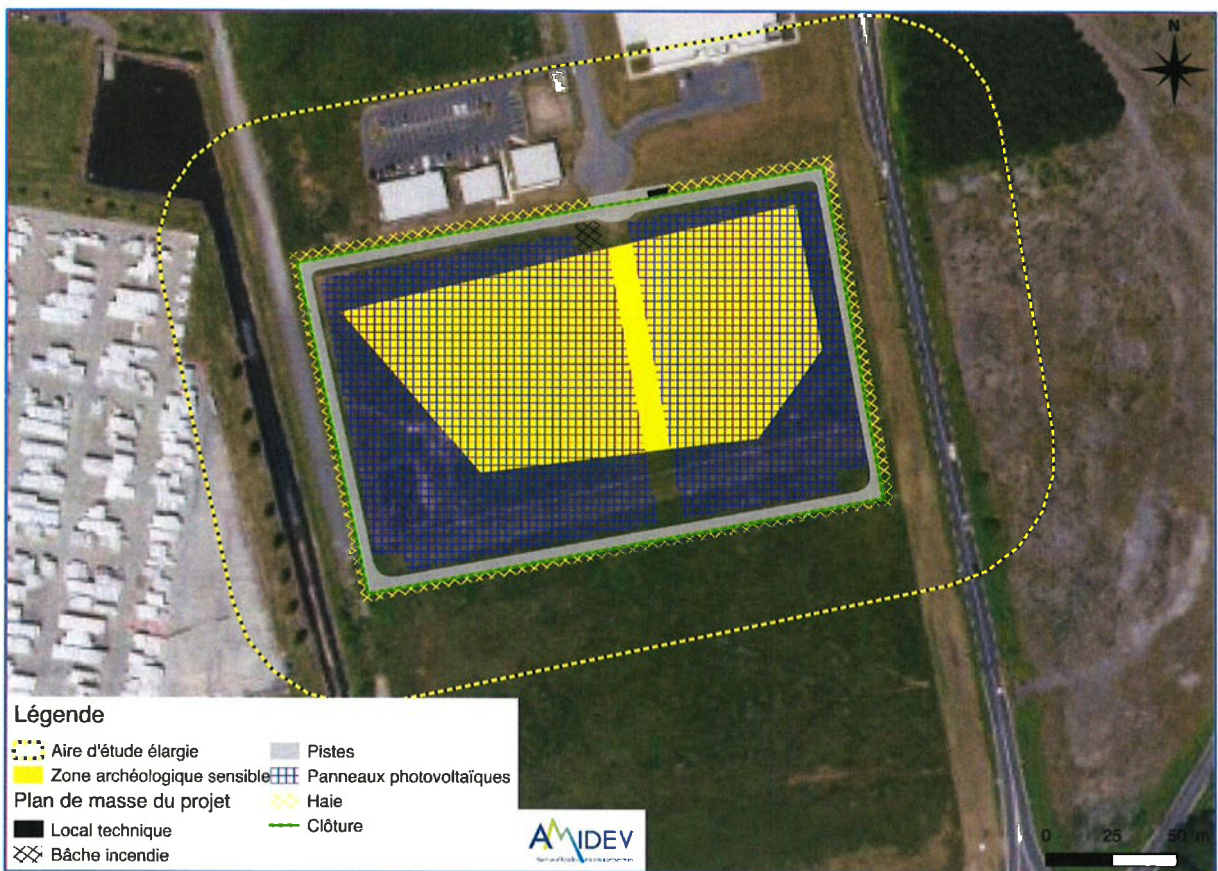 N
Légende
Aire d'étude élargie
Zone archéologique sensible
Plan de masse du projet
Local technique
Bâche incendie
Pistes
Panneaux photovoltaïques
Haie
Clôture
AMIDEV
0 25 50 m